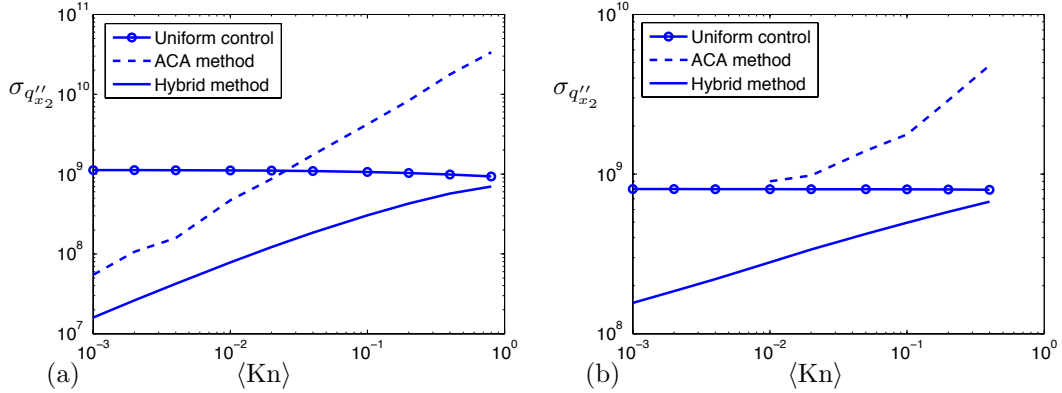 10^11
10^10
10^9
10^8
10^7
σ_{q''_{x_2}}
Uniform control
ACA method
Hybrid method
10^−3
10^−2
10^−1
10^0
(a)
⟨Kn⟩
10^10
10^9
10^8
σ_{q''_{x_2}}
Uniform control
ACA method
Hybrid method
10^−3
10^−2
10^−1
10^0
(b)
⟨Kn⟩